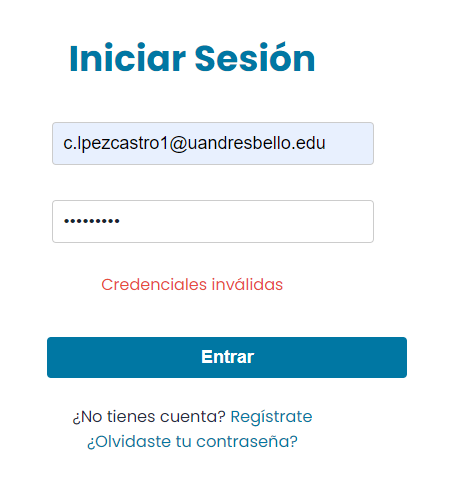 Iniciar Sesión
c.lpezcastro1@uandresbello.edu
•••••••••
Credenciales inválidas
Entrar
¿No tienes cuenta? Regístrate
¿Olvidaste tu contraseña?